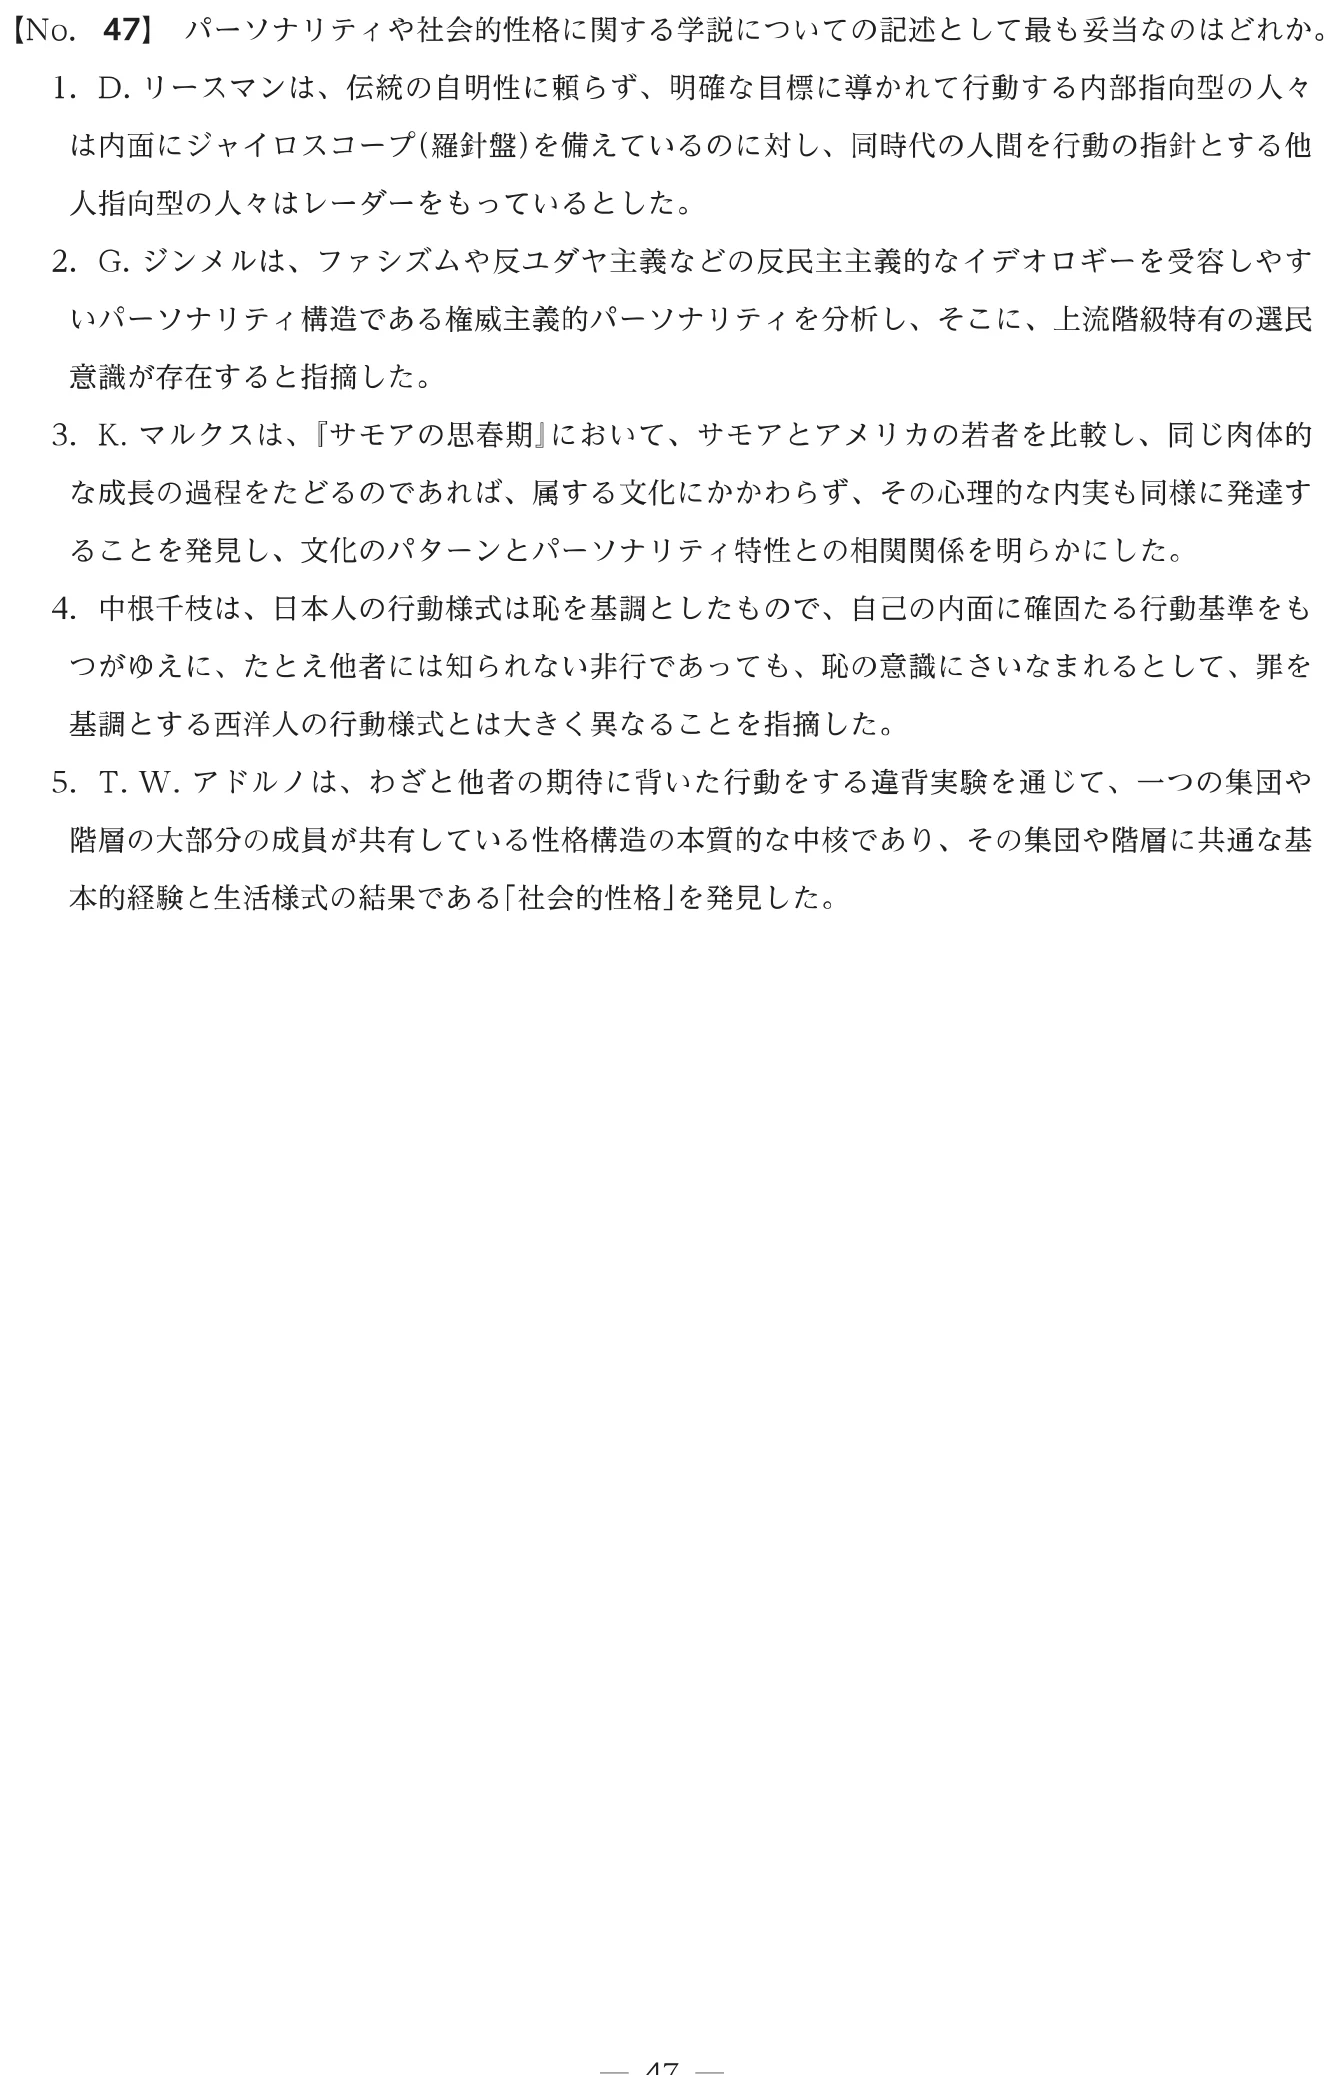 【No. 47】 パーソナリティや社会的性格に関する学説についての記述として最も妥当なのはどれか。
1. D. リースマンは、伝統の自明性に頼らず、明確な目標に導かれて行動する内部指向型の人々
は内面にジャイロスコープ(羅針盤)を備えているのに対し、同時代の人間を行動の指針とする他
人指向型の人々はレーダーをもっているとした。
2. G. ジンメルは、ファシズムや反ユダヤ主義などの反民主主義的なイデオロギーを受容しやす
いパーソナリティ構造である権威主義的パーソナリティを分析し、そこに、上流階級特有の選民
意識が存在すると指摘した。
3. K. マルクスは、『サモアの思春期』において、サモアとアメリカの若者を比較し、同じ肉体的
な成長の過程をたどるのであれば、属する文化にかかわらず、その心理的な内実も同様に発達す
ることを発見し、文化のパターンとパーソナリティ特性との相関関係を明らかにした。
4. 中根千枝は、日本人の行動様式は恥を基調としたもので、自己の内面に確固たる行動基準をも
つがゆえに、たとえ他者には知られない非行であっても、恥の意識にさいなまれるとして、罪を
基調とする西洋人の行動様式とは大きく異なることを指摘した。
5. T. W. アドルノは、わざと他者の期待に背いた行動をする違背実験を通じて、一つの集団や
階層の大部分の成員が共有している性格構造の本質的な中核であり、その集団や階層に共通な基
本的経験と生活様式の結果である「社会的性格」を発見した。
— 47 —